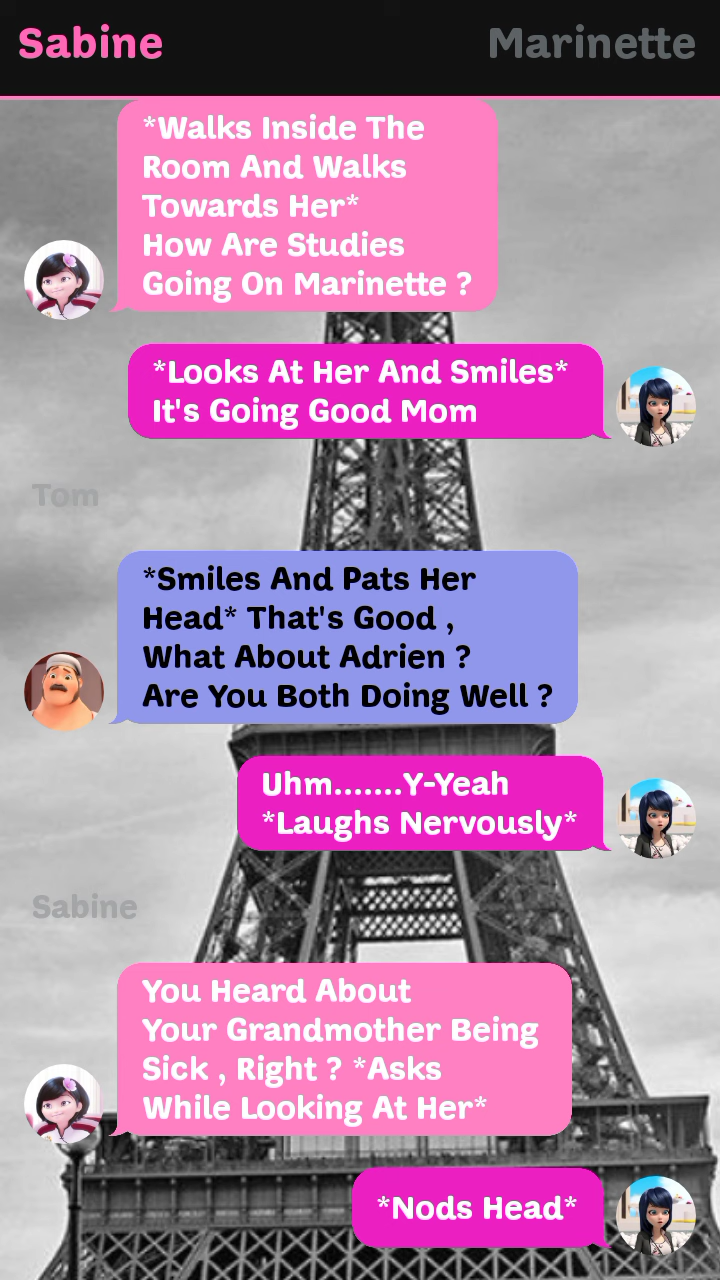 Sabine
Marinette
*Walks Inside The
Room And Walks
Towards Her*
How Are Studies
Going On Marinette ?
*Looks At Her And Smiles*
It's Going Good Mom
Tom
*Smiles And Pats Her
Head* That's Good ,
What About Adrien ?
Are You Both Doing Well ?
Uhm.......Y-Yeah
*Laughs Nervously*
Sabine
You Heard About
Your Grandmother Being
Sick , Right ? *Asks
While Looking At Her*
*Nods Head*